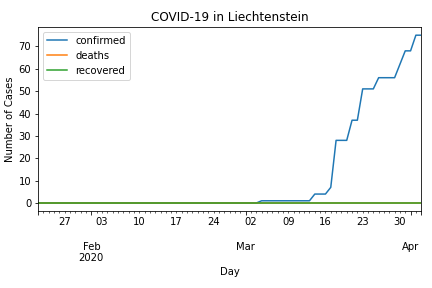 COVID-19 in Liechtenstein
confirmed
deaths
recovered
Number of Cases
70
60
50
40
30
20
10
0
27 03 10 17 24 02 09 16 23 30
Feb Mar Apr
2020
Day